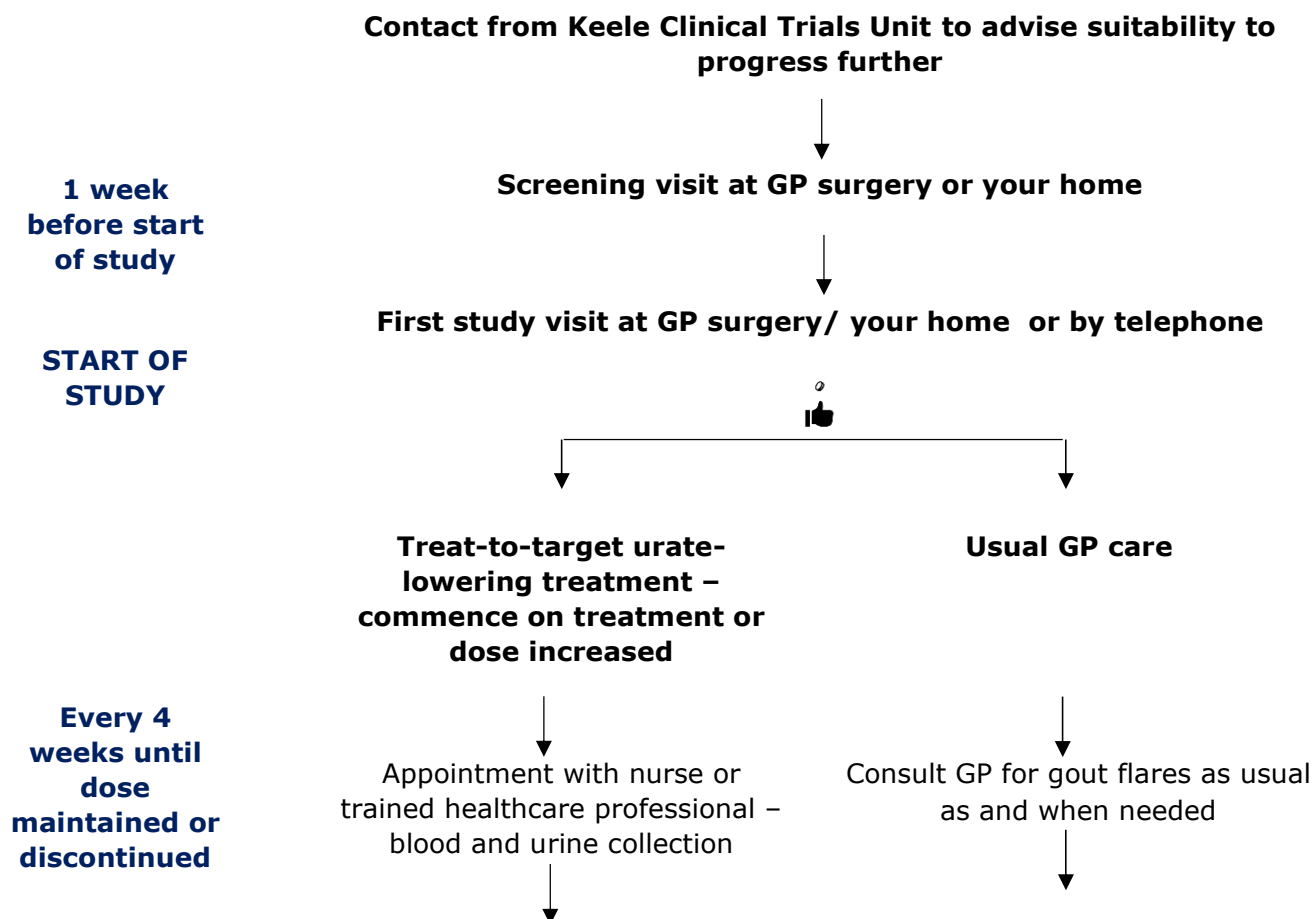 Contact from Keele Clinical Trials Unit to advise suitability to
progress further
1 week
before start
of study
Screening visit at GP surgery or your home
First study visit at GP surgery/ your home  or by telephone
START OF
STUDY
Treat-to-target urate-
lowering treatment –
commence on treatment or
dose increased
Usual GP care
Every 4
weeks until
dose
maintained or
discontinued
Appointment with nurse or
trained healthcare professional –
blood and urine collection
Consult GP for gout flares as usual
as and when needed